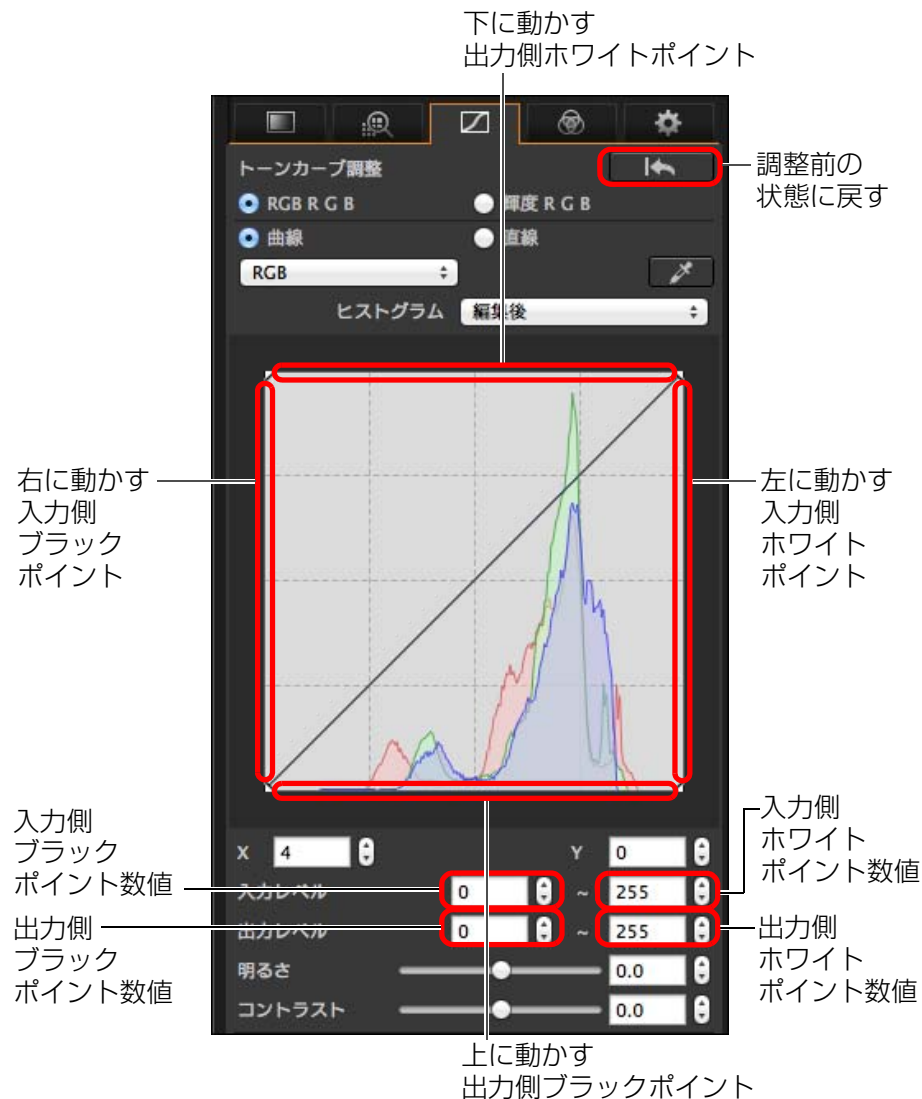 下に動かす
出力側ホワイトポイント
トーンカーブ調整
調整前の
状態に戻す
RGB R G B
輝度 R G B
曲線
直線
RGB
ヒストグラム
編集後
右に動かす
入力側
ブラック
ポイント
左に動かす
入力側
ホワイト
ポイント
入力側
ブラック
ポイント数値
入力側
ホワイト
ポイント数値
X 4
Y 0
入力レベル 0 ~ 255
出力レベル 0 ~ 255
出力側
ブラック
ポイント数値
出力側
ホワイト
ポイント数値
明るさ 0.0
コントラスト 0.0
上に動かす
出力側ブラックポイント